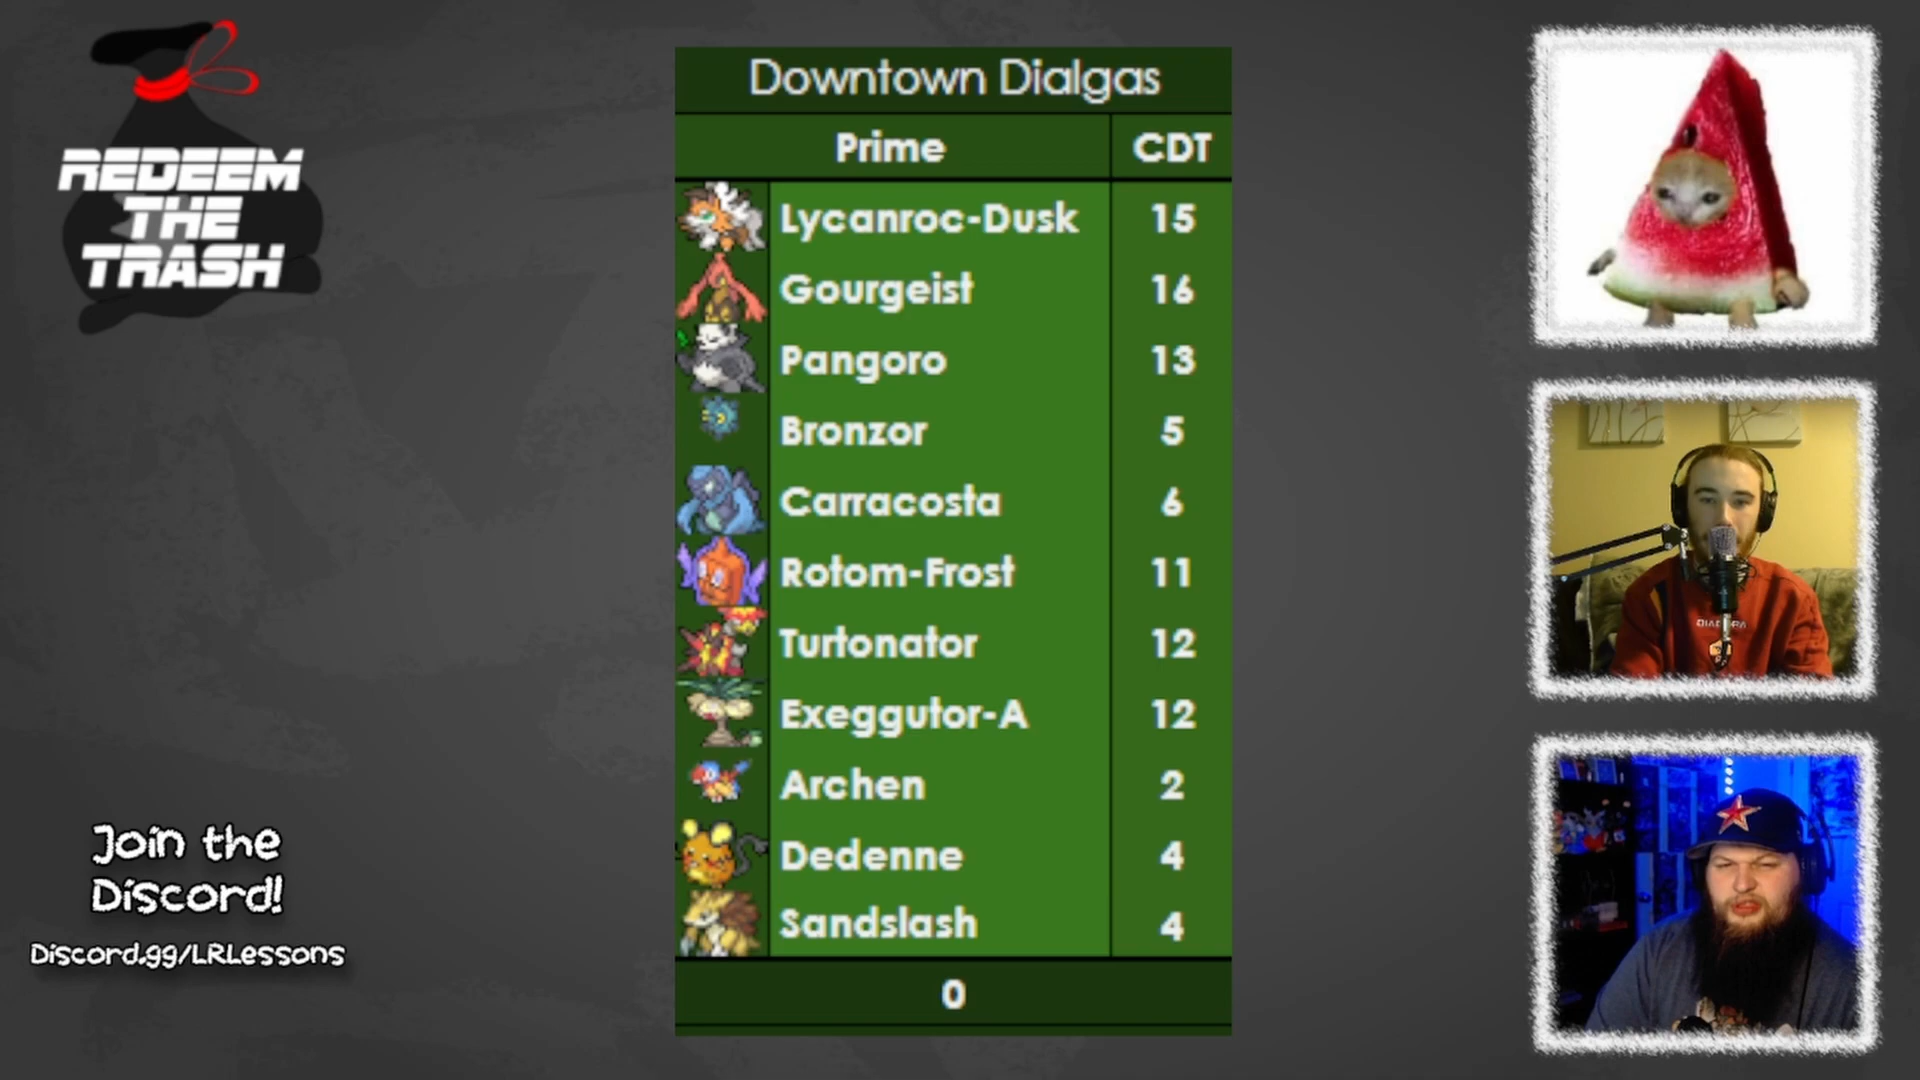 REDEEM
THE
TRASH
Downtown Dialgas
Prime CDT
Lycanroc-Dusk 15
Gourgeist 16
Pangoro 13
Bronzor 5
Carracosta 6
Rotom-Frost 11
Turtonator 12
Exeggutor-A 12
Archen 2
Dedenne 4
Sandslash 4
0
Join the
Discord!
Discord.gg/LRLessons
DIADORA